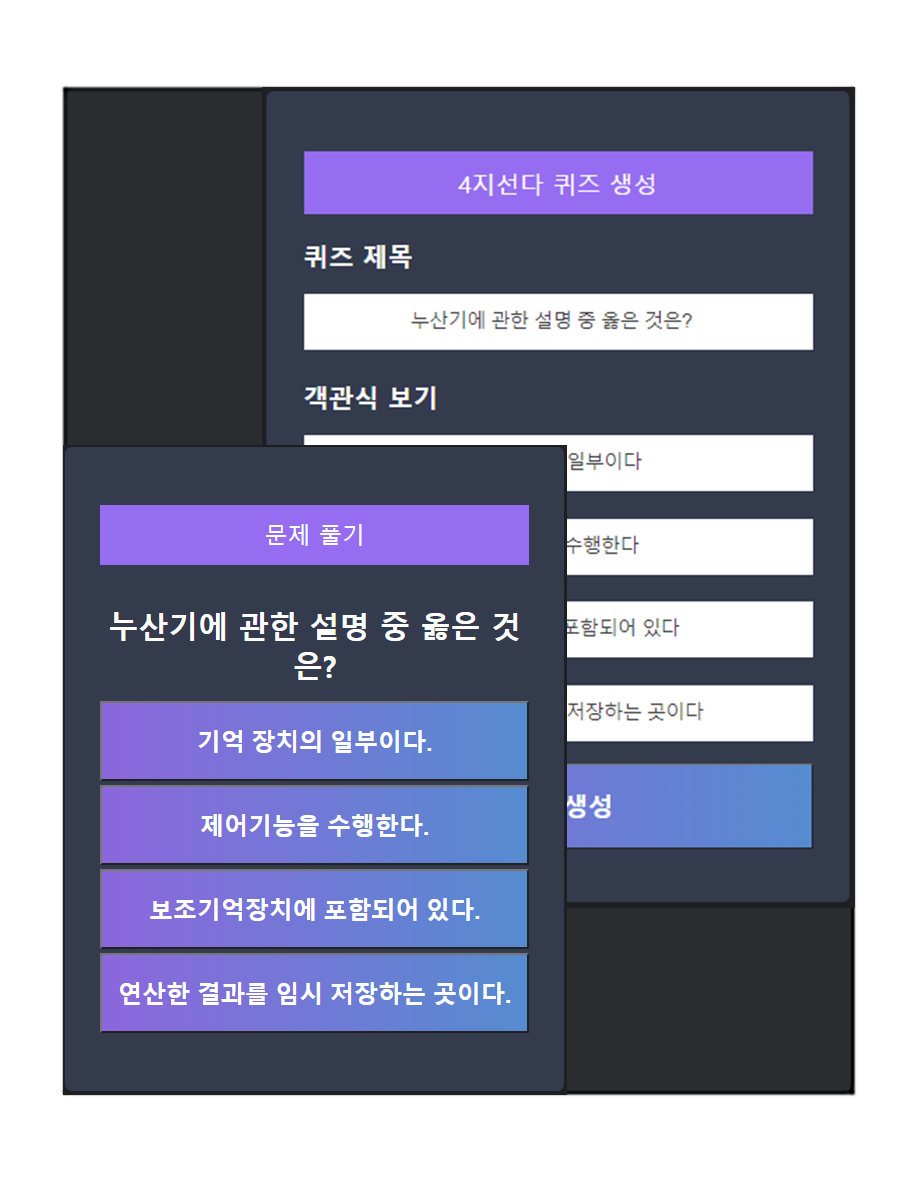 4지선다 퀴즈 생성
퀴즈 제목
누산기에 관한 설명 중 옳은 것은?
객관식 보기
일부이다
수행한다
포함되어 있다
저장하는 곳이다
생성
문제 풀기
누산기에 관한 설명 중 옳은 것
은?
기억 장치의 일부이다.
제어기능을 수행한다.
보조기억장치에 포함되어 있다.
연산한 결과를 임시 저장하는 곳이다.